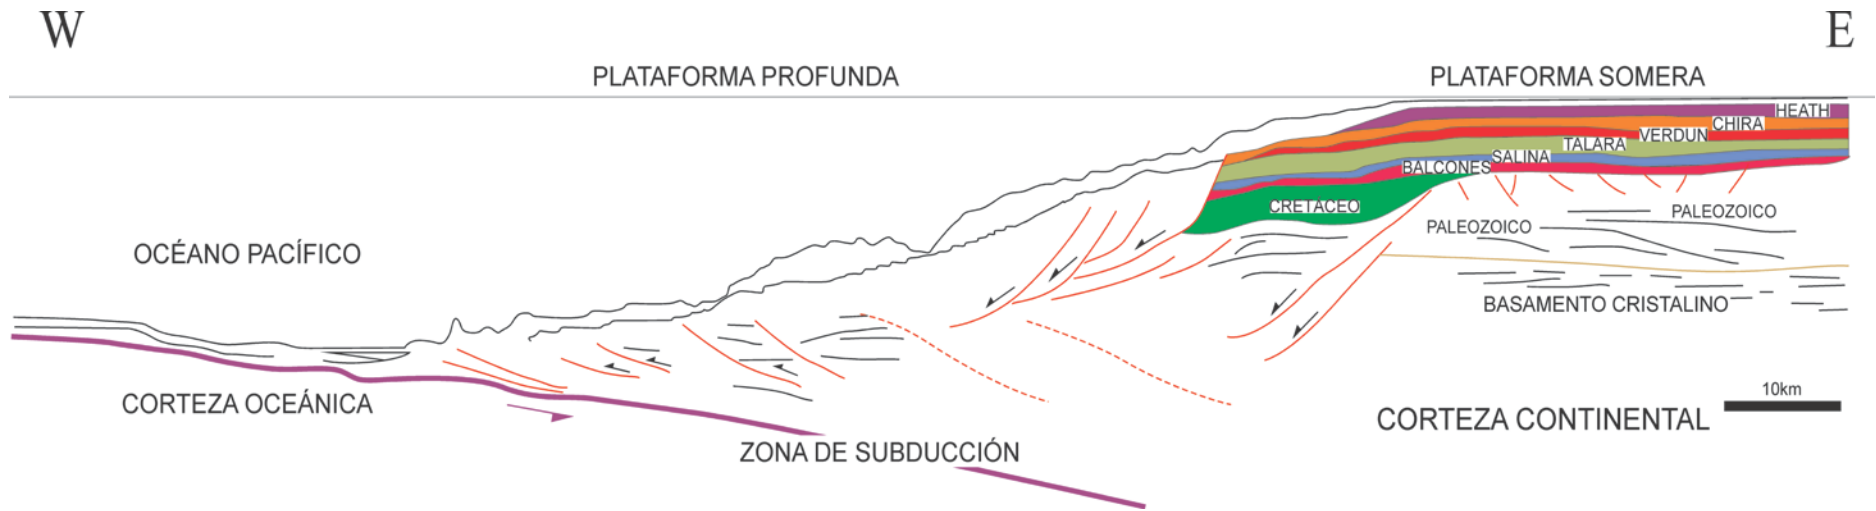 W
E
PLATAFORMA PROFUNDA
PLATAFORMA SOMERA
HEATH
CHIRA
VERDUN
TALARA
SALINA
BALCONES
CRETÁCEO
PALEOZOICO
PALEOZOICO
OCÉANO PACÍFICO
BASAMENTO CRISTALINO
10km
CORTEZA OCEÁNICA
CORTEZA CONTINENTAL
ZONA DE SUBDUCCIÓN